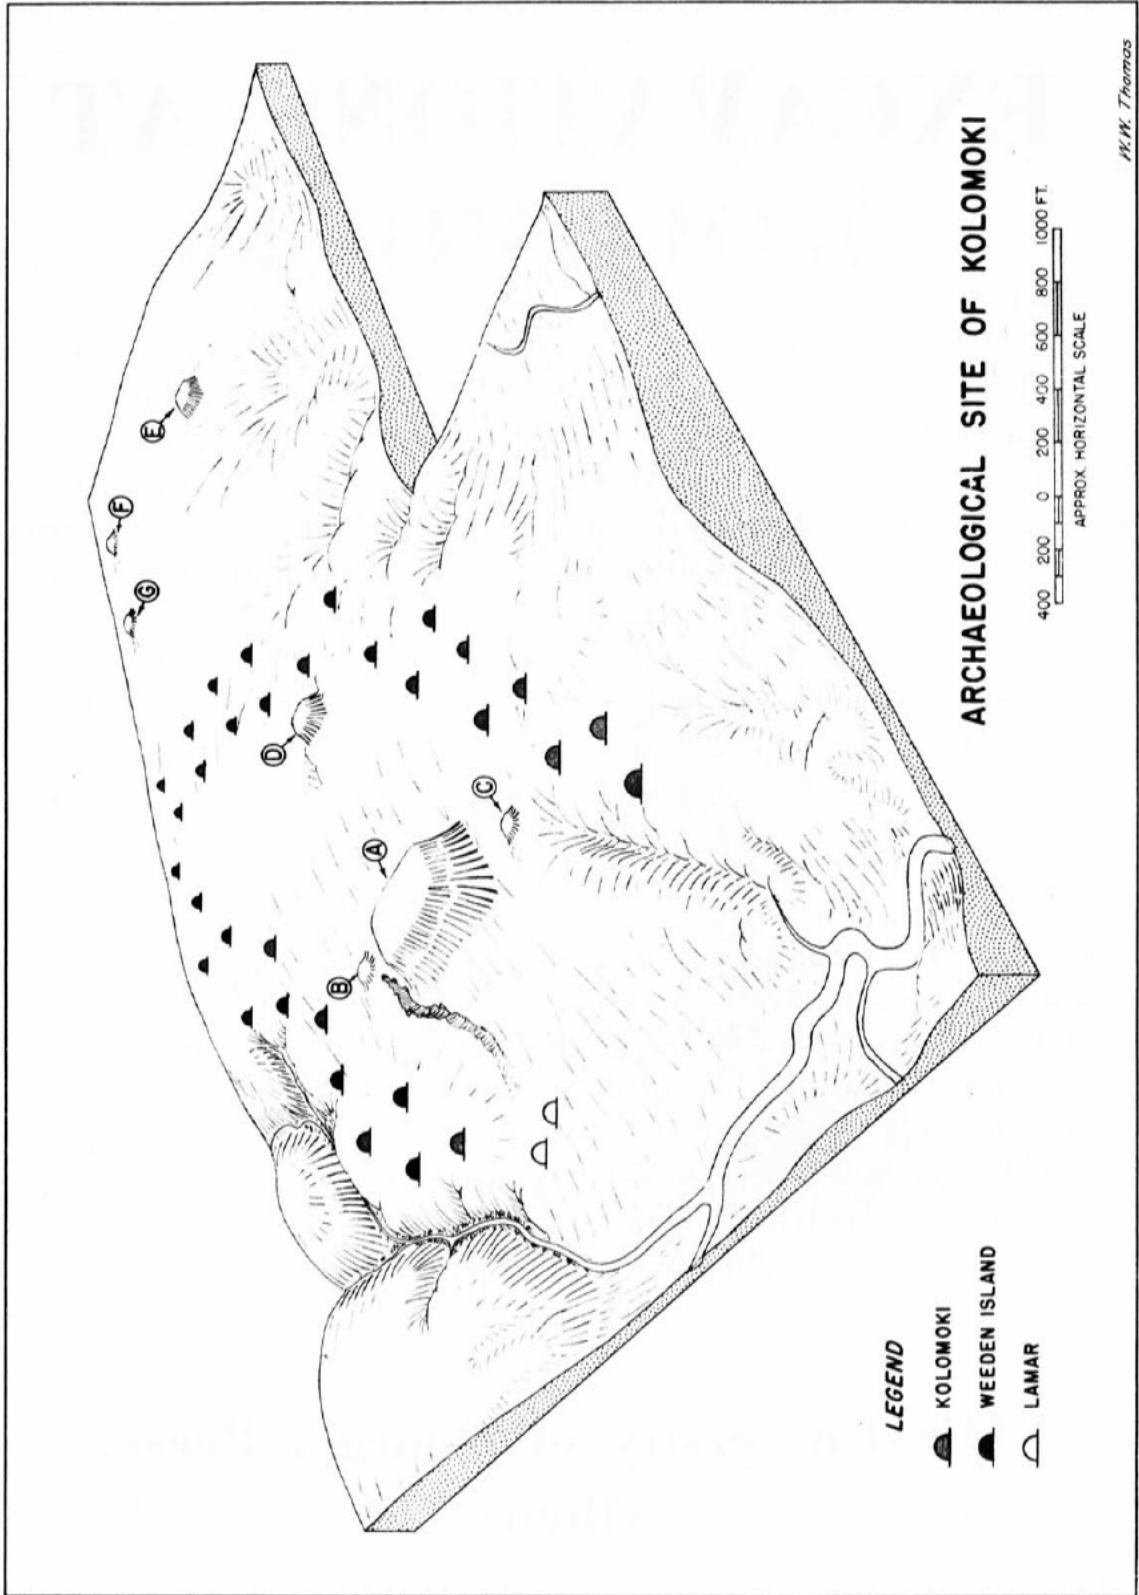 E
F
G
D
C
A
B
ARCHAEOLOGICAL SITE OF KOLOMOKI
400 200 0 200 400 600 800 1000 FT.
APPROX. HORIZONTAL SCALE
LEGEND
KOLOMOKI
WEEDEN ISLAND
LAMAR
W.W. Thomas